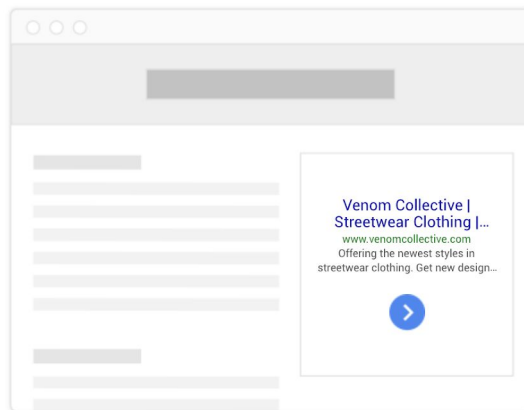 Venom Collective |
Streetwear Clothing |...
www.venomcollective.com
Offering the newest styles in
streetwear clothing. Get new design...